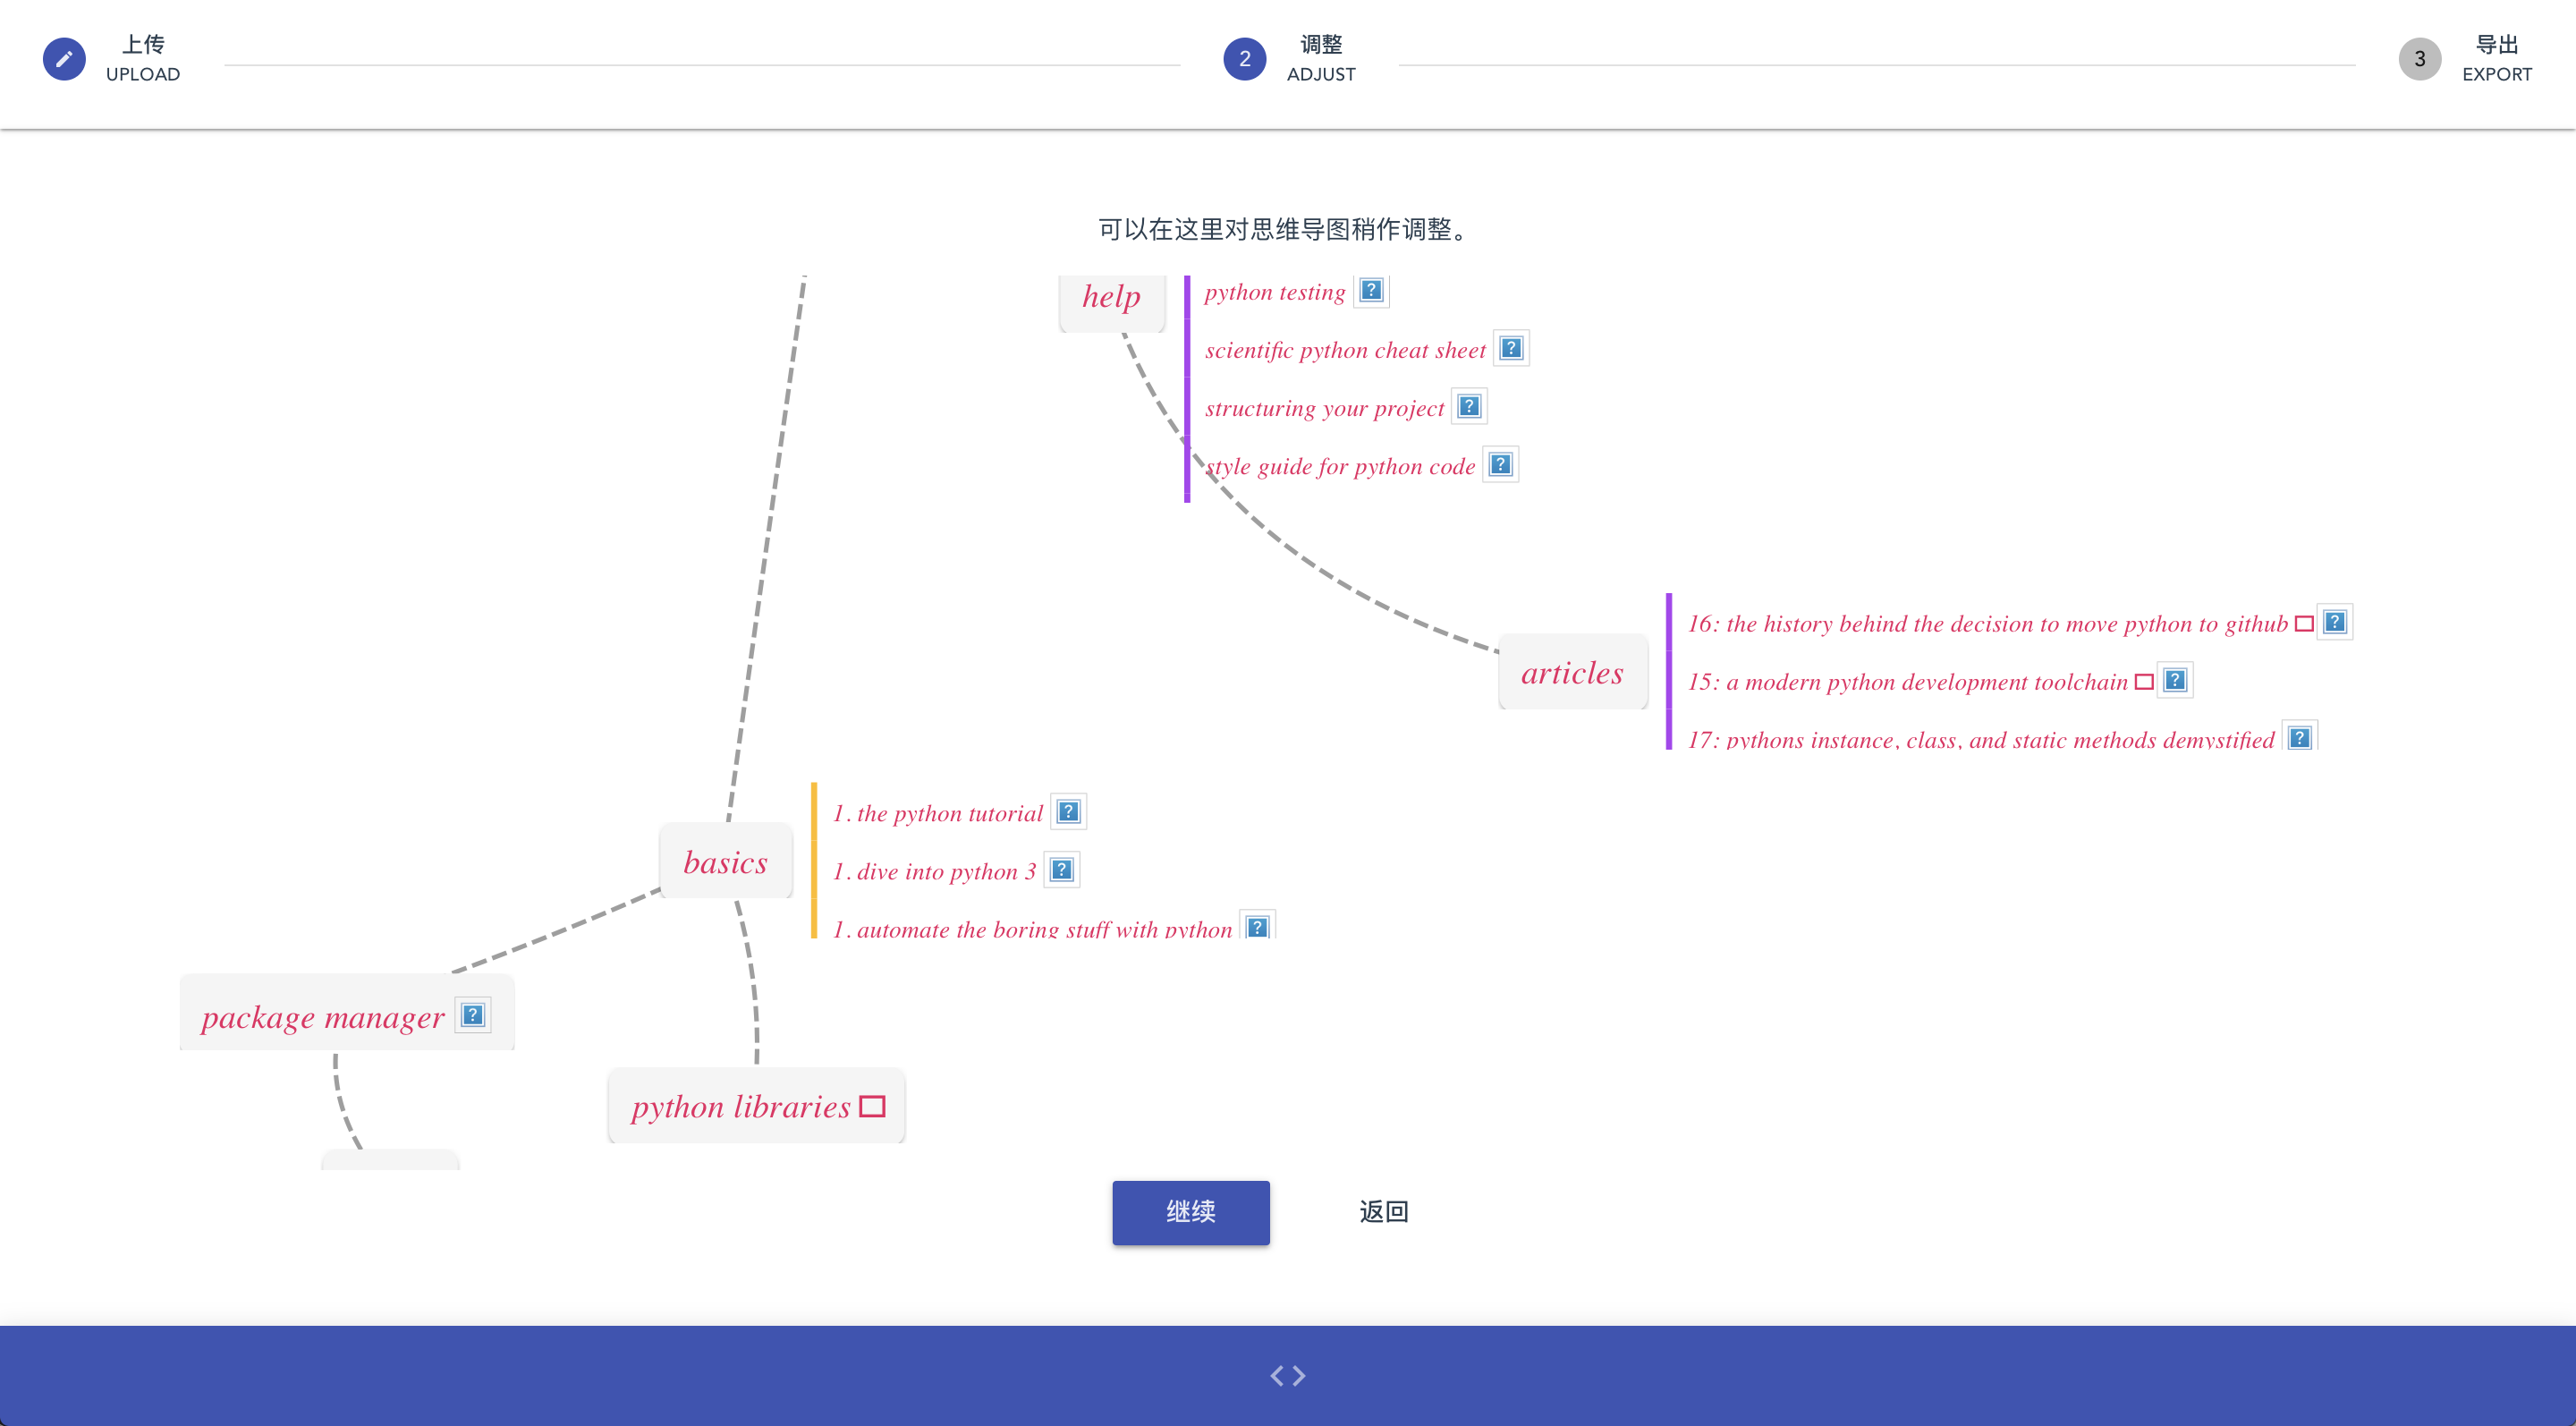 上传
UPLOAD
2
调整
ADJUST
3
导出
EXPORT
可以在这里对思维导图稍作调整。
help
python testing
scientific python cheat sheet
structuring your project
style guide for python code
articles
16: the history behind the decision to move python to github
15: a modern python development toolchain
17: pythons instance, class, and static methods demystified
basics
1. the python tutorial
1. dive into python 3
1. automate the boring stuff with python
package manager
python libraries
继续
返回